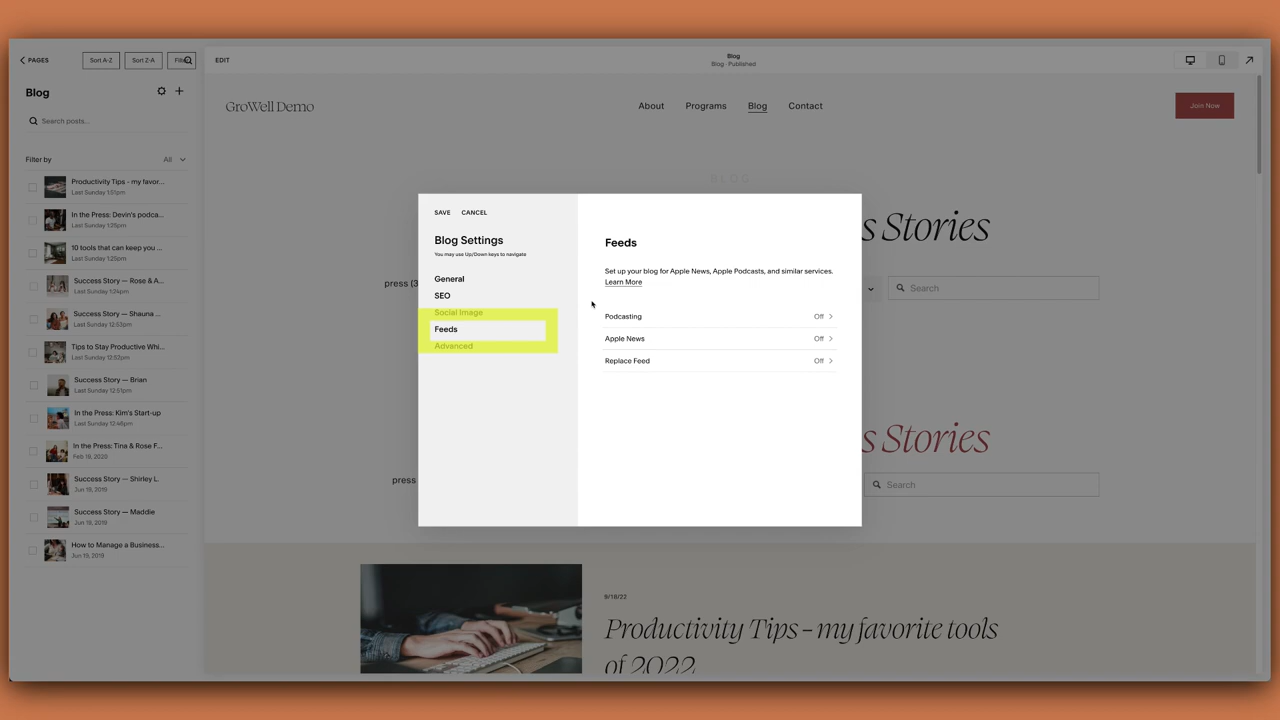 PAGES
Sort A-Z
Sort Z-A
Blog
Search posts...
Filter by
All
Productivity Tips - my favor...
Last Sunday 1:51pm
In the Press: Devin's podca...
Last Sunday 1:25pm
10 tools that can keep you ...
Last Sunday 1:25pm
Success Story — Rose & A...
Last Sunday 1:24pm
Success Story — Shauna ...
Last Sunday 12:53pm
Tips to Stay Productive Whi...
Last Sunday 12:52pm
Success Story — Brian
Last Sunday 12:51pm
In the Press: Kim's Start-up
Last Sunday 12:46pm
In the Press: Tina & Rose F...
Feb 19, 2020
Success Story — Shirley L.
Jun 19, 2019
Success Story — Maddie
Jun 19, 2019
How to Manage a Business...
Jun 19, 2019
EDIT
Blog
Blog · Published
GroWell Demo
About
Programs
Blog
Contact
Join Now
BLOG
s Stories
press (3
Search
SAVE
CANCEL
Blog Settings
You may use Up/Down keys to navigate
General
SEO
Social Image
Feeds
Advanced
Feeds
Set up your blog for Apple News, Apple Podcasts, and similar services.
Learn More
Podcasting
Off
Apple News
Off
Replace Feed
Off
s Stories
press
Search
9/18/22
Productivity Tips – my favorite tools
of 2022